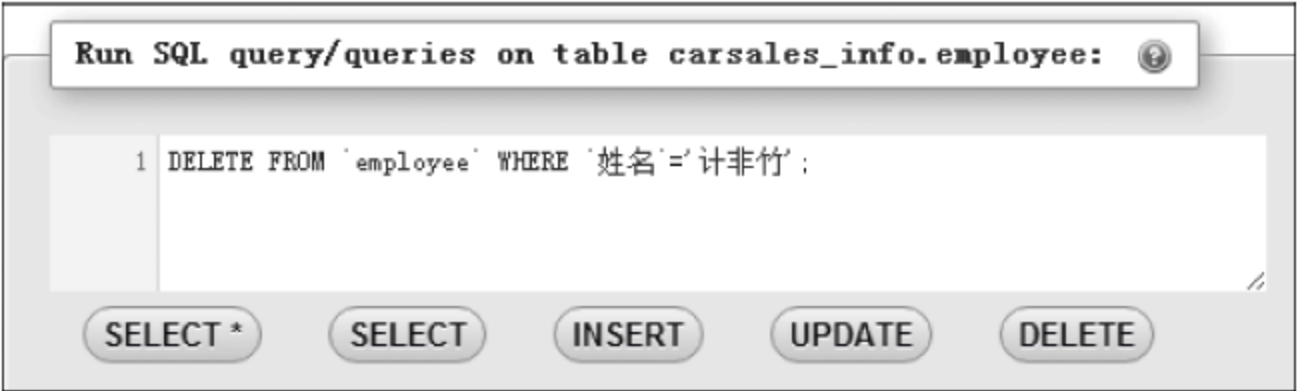 Run SQL query/queries on table carsales_info.employee:
1 DELETE FROM `employee` WHERE `姓名`='计非竹';
SELECT * SELECT INSERT UPDATE DELETE